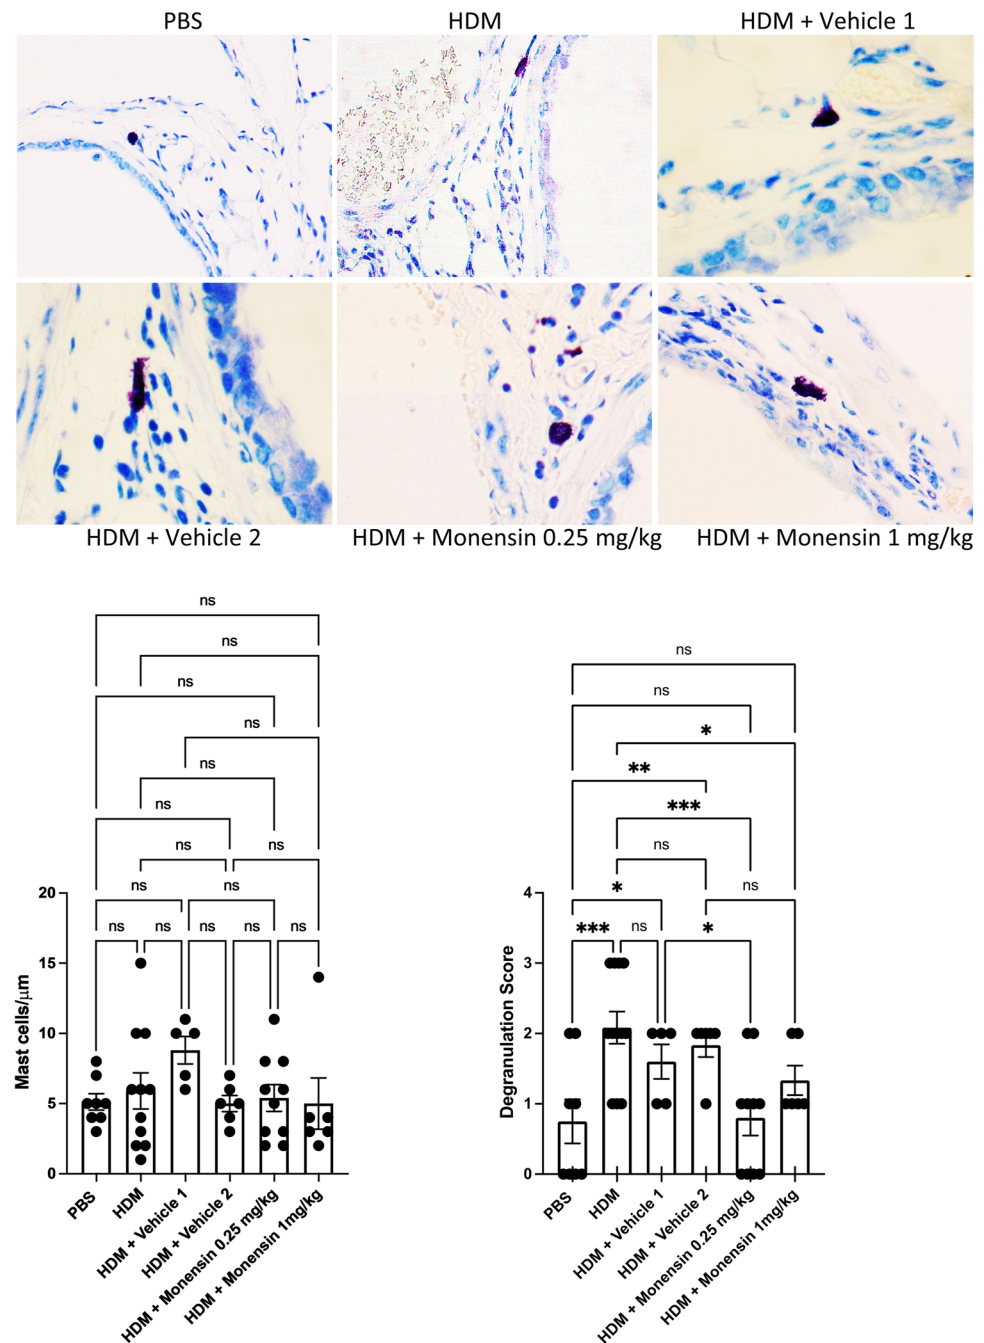 PBS HDM HDM + Vehicle 1
HDM + Vehicle 2 HDM + Monensin 0.25 mg/kg HDM + Monensin 1 mg/kg
ns
ns
ns
ns
ns
ns
ns ns
ns ns
ns ns ns ns ns
20
15
10
5
0
Mast cells/μm
PBS
HDM
HDM + Vehicle 1
HDM + Vehicle 2
HDM + Monensin 0.25 mg/kg
HDM + Monensin 1mg/kg
ns
ns
*
**
***
ns
* ns
*** ns *
4
3
2
1
0
Degranulation Score
PBS
HDM
HDM + Vehicle 1
HDM + Vehicle 2
HDM + Monensin 0.25 mg/kg
HDM + Monensin 1mg/kg